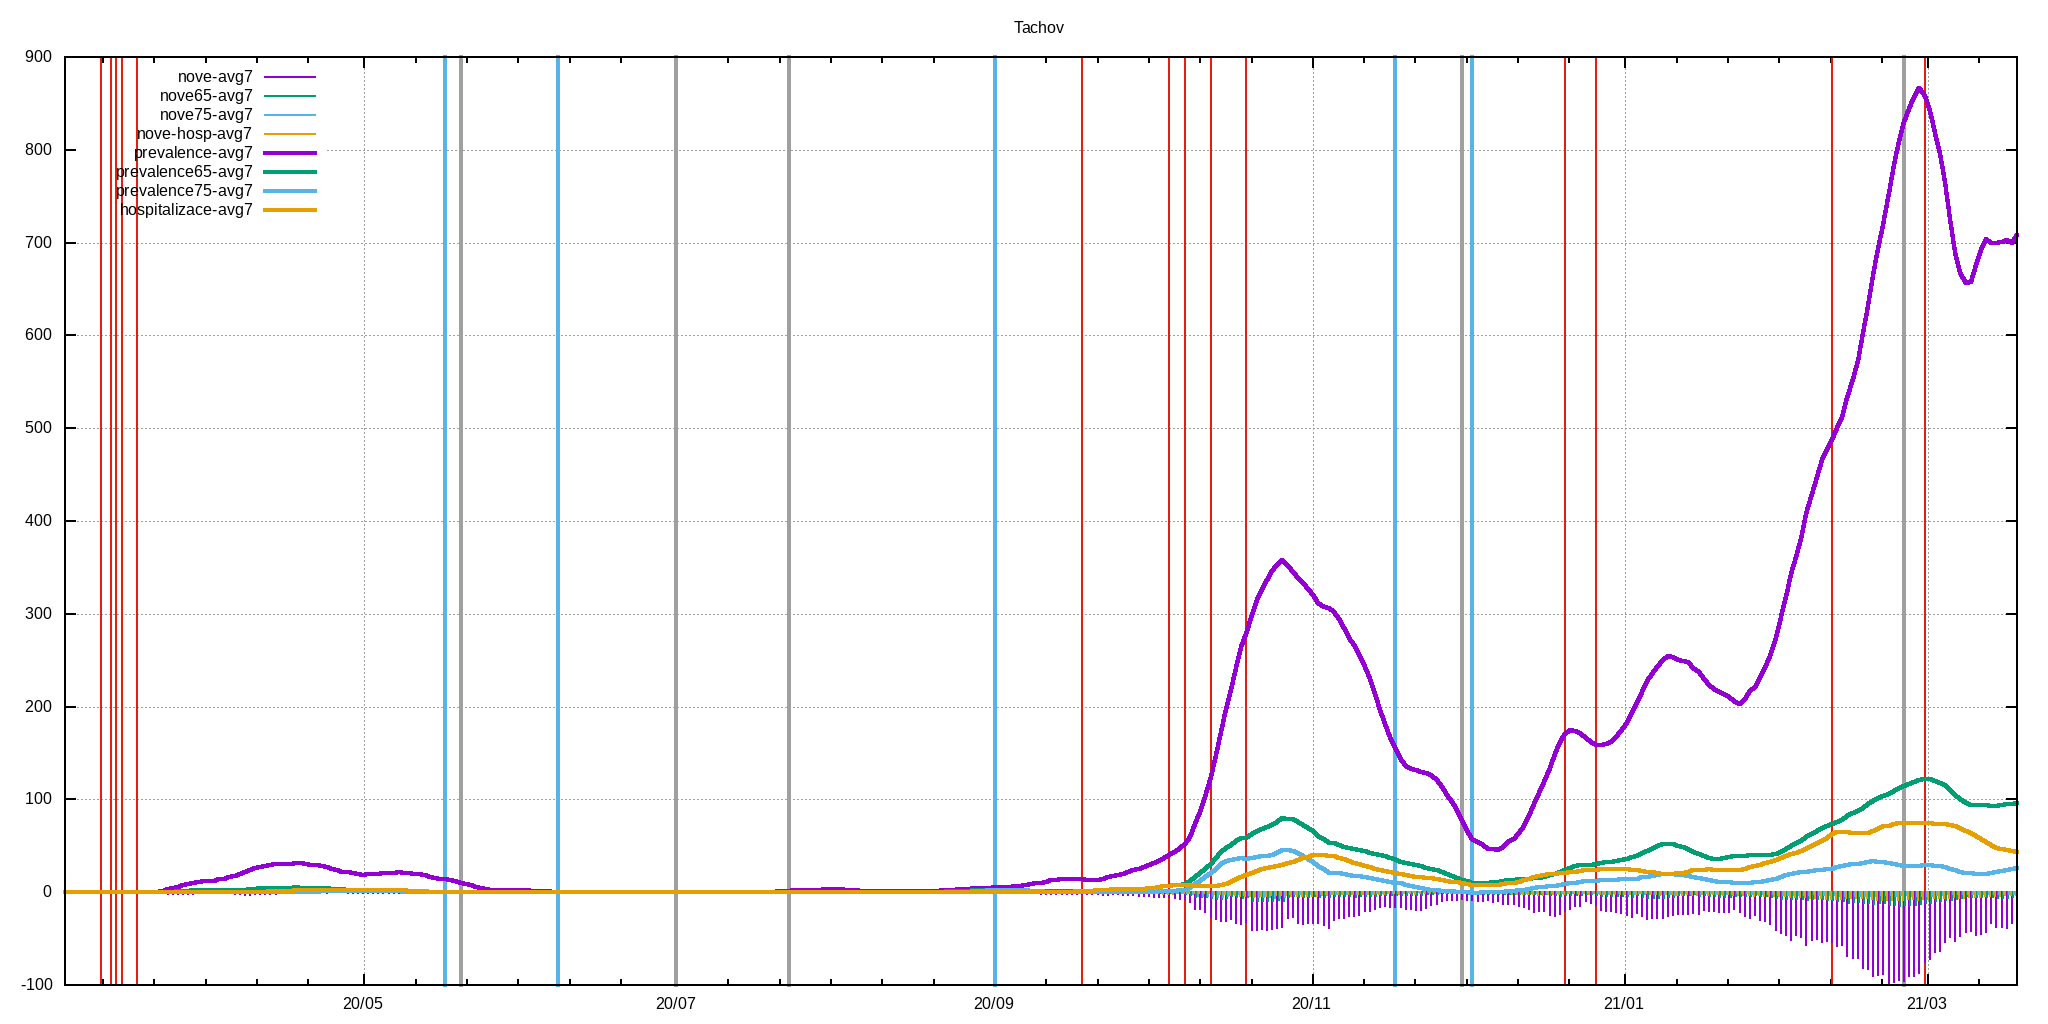 Tachov
900
800
700
600
500
400
300
200
100
0
-100
nove-avg7
nove65-avg7
nove75-avg7
nove-hosp-avg7
prevalence-avg7
prevalence65-avg7
prevalence75-avg7
hospitalizace-avg7
20/05
20/07
20/09
20/11
21/01
21/03